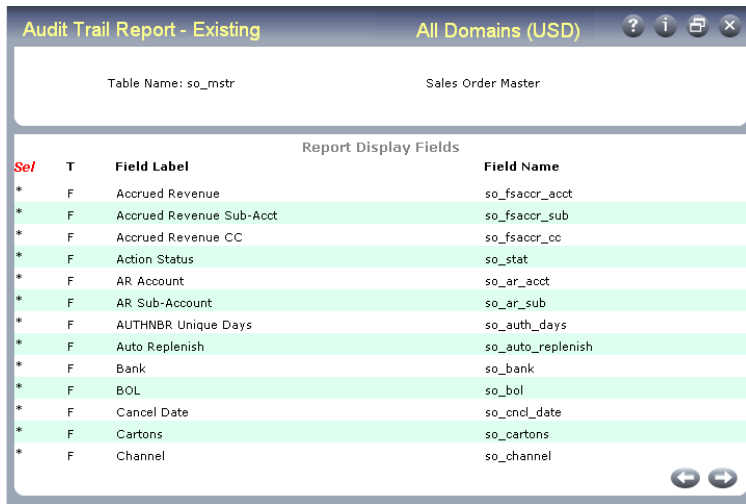 Audit Trail Report - Existing All Domains (USD) ? i
Table Name: so_mstr Sales Order Master
Report Display Fields
Sel T Field Label Field Name
* F Accrued Revenue so_fsaccr_acct
* F Accrued Revenue Sub-Acct so_fsaccr_sub
* F Accrued Revenue CC so_fsaccr_cc
* F Action Status so_stat
* F AR Account so_ar_acct
* F AR Sub-Account so_ar_sub
* F AUTHNBR Unique Days so_auth_days
* F Auto Replenish so_auto_replenish
* F Bank so_bank
* F BOL so_bol
* F Cancel Date so_cncl_date
* F Cartons so_cartons
* F Channel so_channel